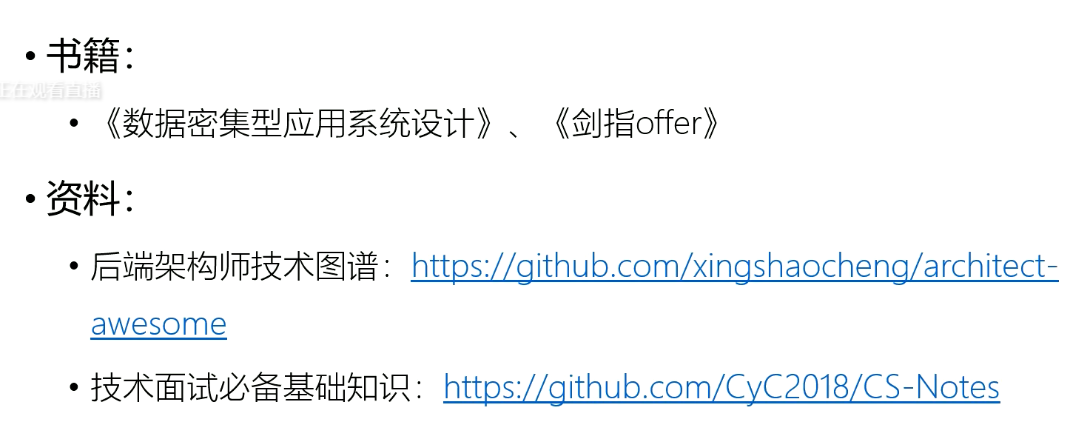 • 书籍：
正在观看直播
• 《数据密集型应用系统设计》、《剑指offer》
• 资料：
• 后端架构师技术图谱：https://github.com/xingshaocheng/architect-
awesome
• 技术面试必备基础知识：https://github.com/CyC2018/CS-Notes